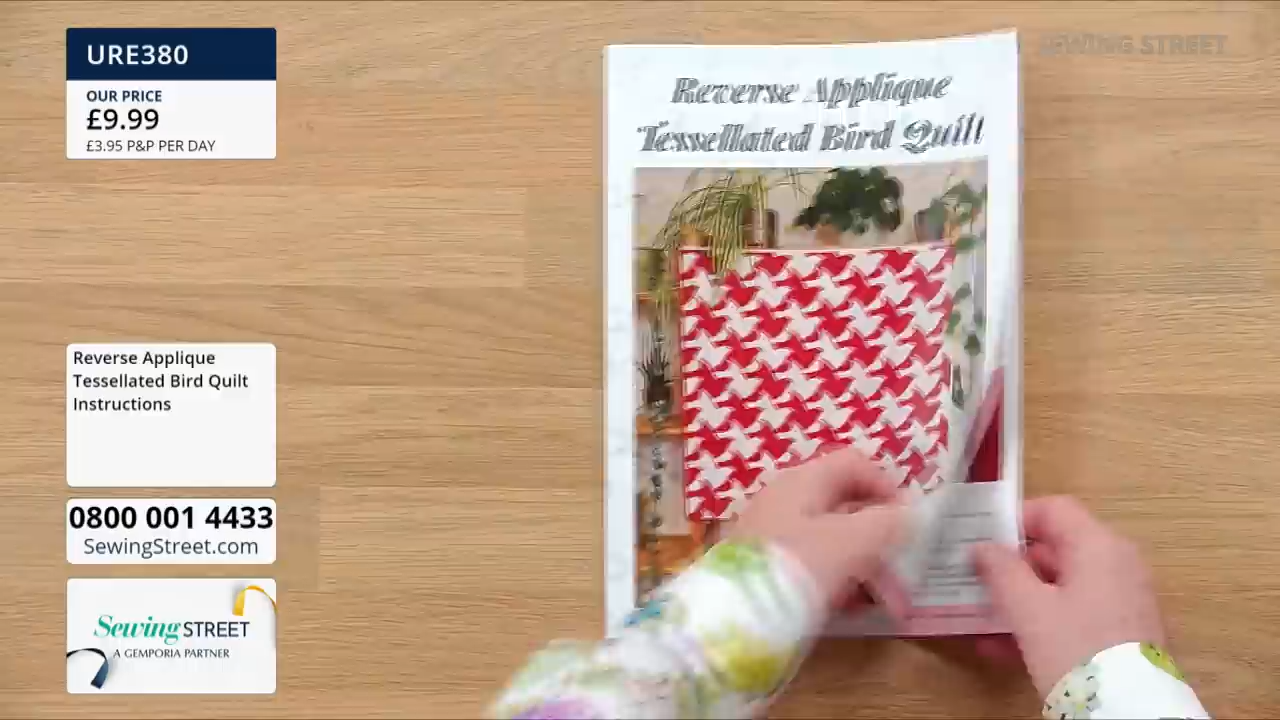 URE380
OUR PRICE
£9.99
£3.95 P&P PER DAY
Reverse Applique
Tessellated Bird Quilt
Instructions
0800 001 4433
SewingStreet.com
Sewing STREET
A GEMPORIA PARTNER
SEWING STREET
Reverse Applique
Tessellated Bird Quilt